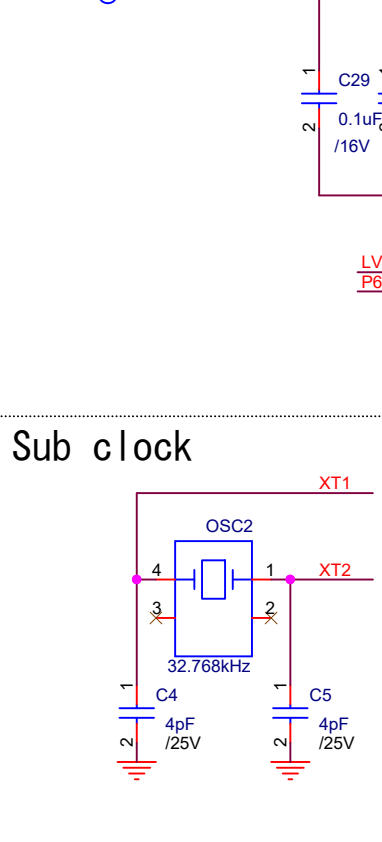 1
C29
0.1uF
2
/16V
LV
P6
Sub clock
XT1
OSC2
4
1
XT2
3
2
32.768kHz
1
C4
4pF
2
/25V
1
C5
4pF
2
/25V